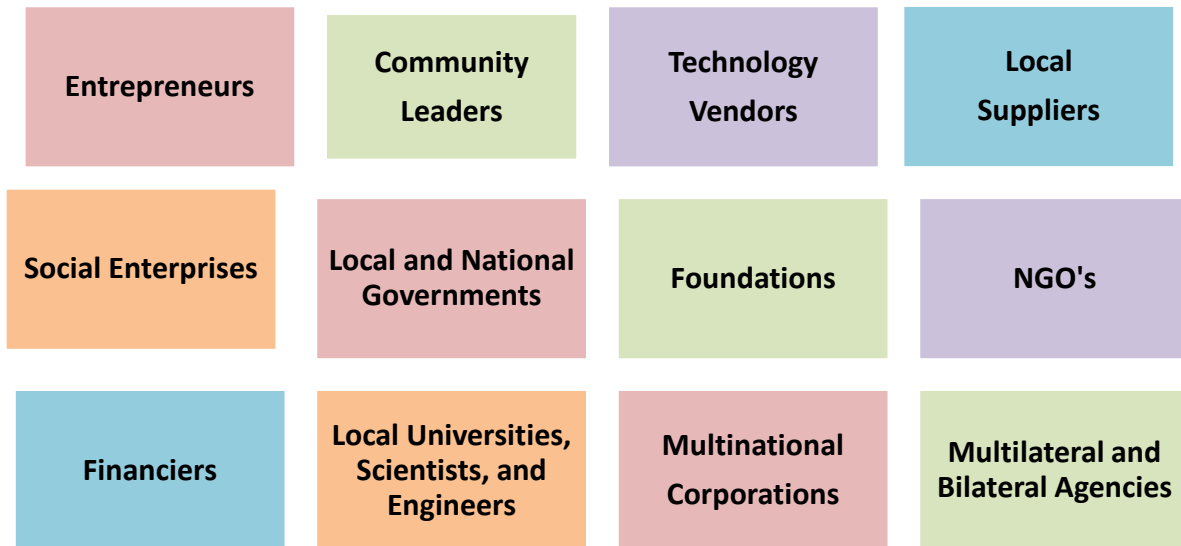 Entrepreneurs
Community
Leaders
Technology
Vendors
Local
Suppliers
Social Enterprises
Local and National
Governments
Foundations
NGO's
Financiers
Local Universities,
Scientists, and
Engineers
Multinational
Corporations
Multilateral and
Bilateral Agencies